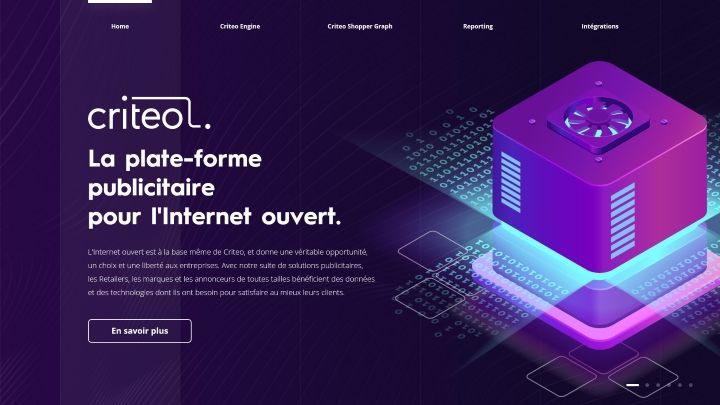 Home
Criteo Engine
Criteo Shopper Graph
Reporting
Intégrations
criteo.
La plate-forme
publicitaire
pour l'Internet ouvert.
L'Internet ouvert est à la base même de Criteo, et donne une véritable opportunité,
un choix et une liberté aux entreprises. Avec notre suite de solutions publicitaires,
les Retailers, les marques et les annonceurs de toutes tailles bénéficient des données
et des technologies dont ils ont besoin pour satisfaire au mieux leurs clients.
En savoir plus